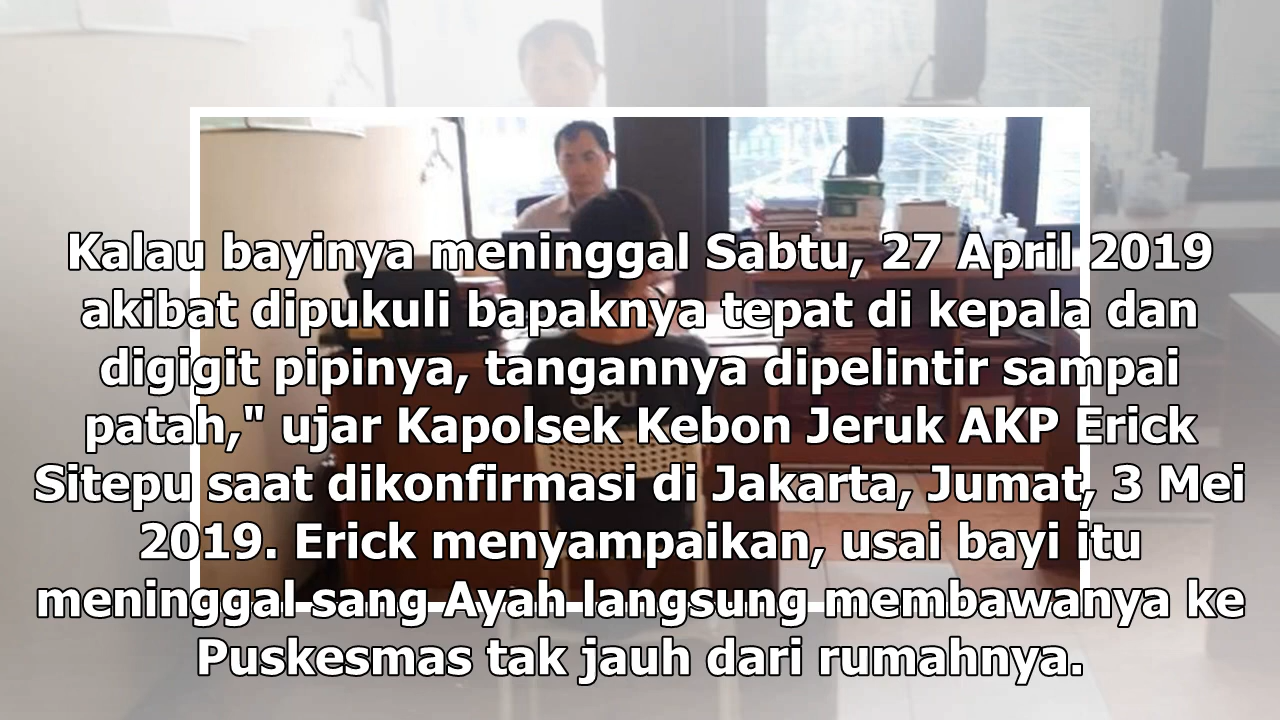 Kalau bayinya meninggal Sabtu, 27 April 2019
akibat dipukuli bapaknya tepat di kepala dan
digigit pipinya, tangannya dipelintir sampai
patah," ujar Kapolsek Kebon Jeruk AKP Erick
Sitepu saat dikonfirmasi di Jakarta, Jumat, 3 Mei
2019. Erick menyampaikan, usai bayi itu
meninggal sang Ayah langsung membawanya ke
Puskesmas tak jauh dari rumahnya.
CEPU